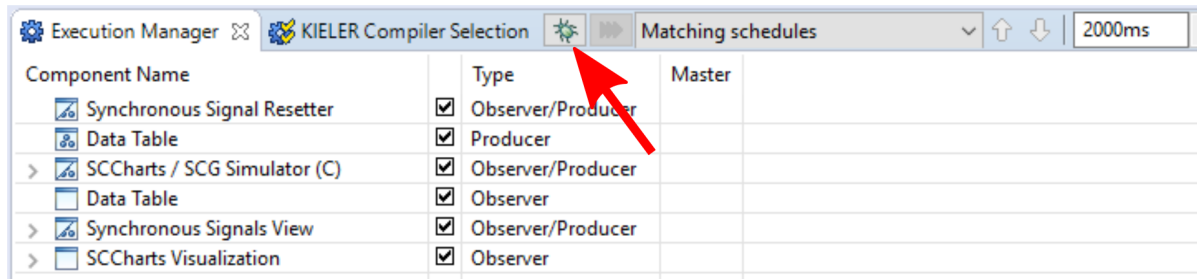 Execution Manager KIELER Compiler Selection Matching schedules 2000ms
Component Name Type Master
Synchronous Signal Resetter Observer/Producer
Data Table Producer
SCCharts / SCG Simulator (C) Observer/Producer
Data Table Observer
Synchronous Signals View Observer/Producer
SCCharts Visualization Observer